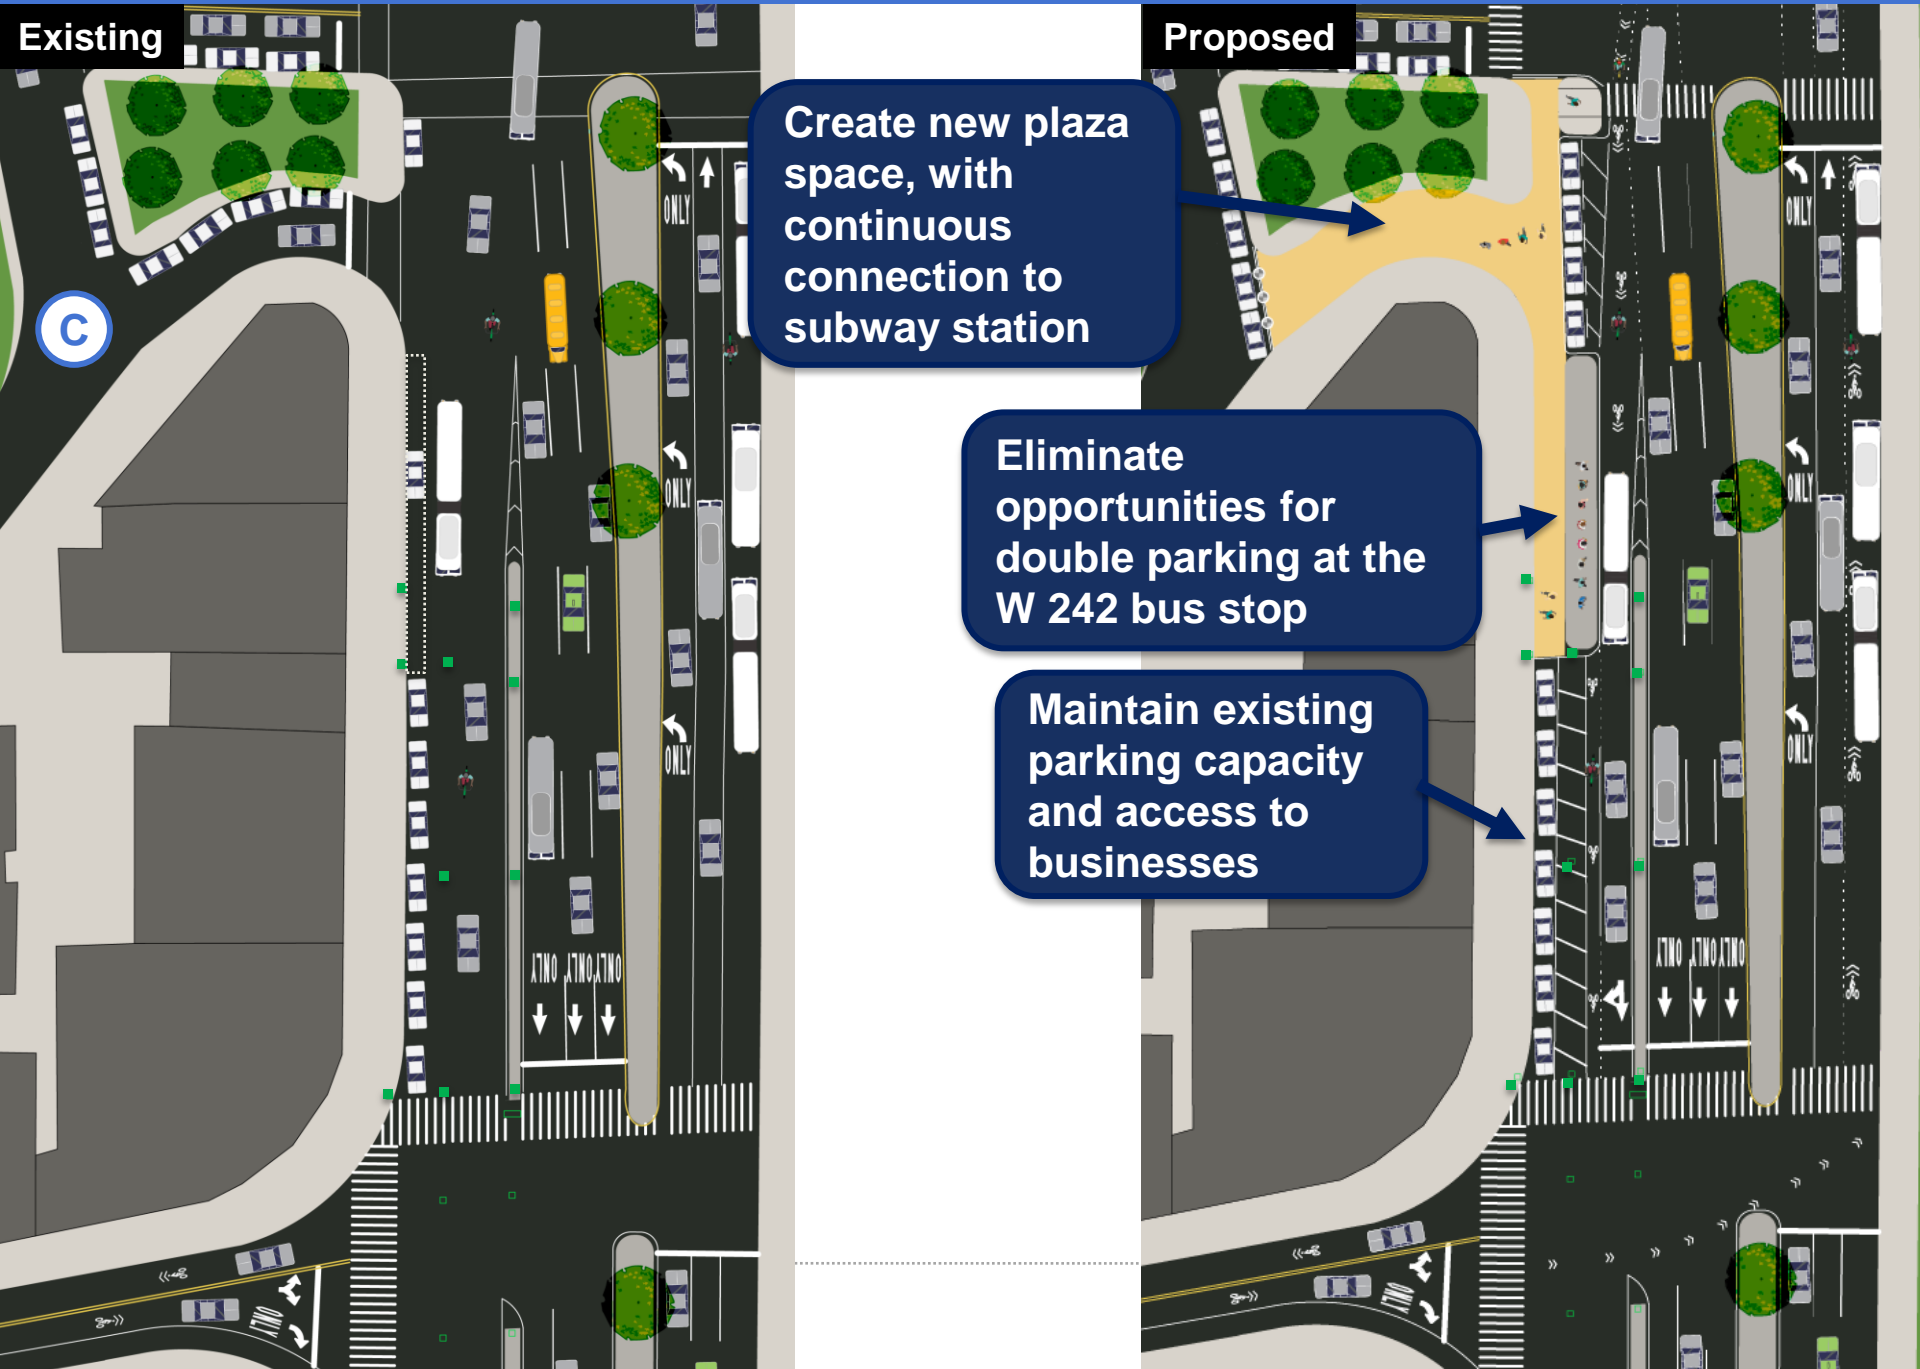 Existing
Proposed
Create new plaza
space, with
continuous
connection to
subway station
Eliminate
opportunities for
double parking at the
W 242 bus stop
Maintain existing
parking capacity
and access to
businesses
C
ONLY
ONLY
ONLY
ONLY
ONLY
ONLY
ONLY
ONLY
ONLY
ONLY
ONLY
ONLY
ONLY
ONLY